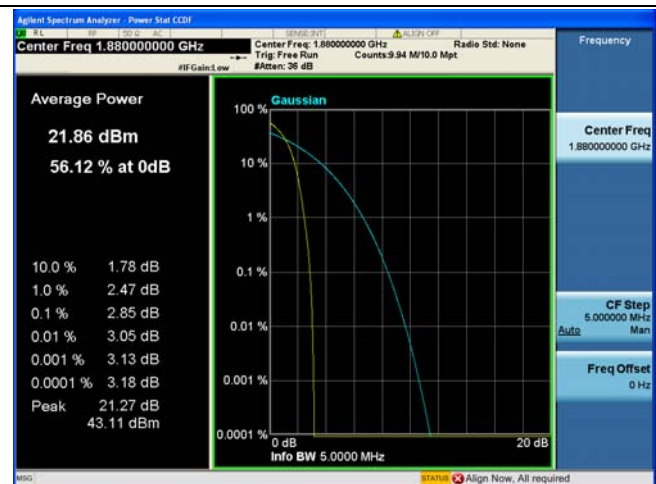 Agilent Spectrum Analyzer - Power Stat CCDF
RL RF 50 Ω AC SENSE:INT ALIGN OFF
Center Freq 1.880000000 GHz
Center Freq: 1.880000000 GHz Radio Std: None
Trig: Free Run Counts:9.94 M/10.0 Mpt
#IFGain:Low #Atten: 36 dB
Frequency
Average Power
21.86 dBm
56.12 % at 0dB
10.0 % 1.78 dB
1.0 % 2.47 dB
0.1 % 2.85 dB
0.01 % 3.05 dB
0.001 % 3.13 dB
0.0001 % 3.18 dB
Peak 21.27 dB
43.11 dBm
Gaussian
100 %
10 %
1 %
0.1 %
0.01 %
0.001 %
0.0001 %
0 dB 20 dB
Info BW 5.0000 MHz
Center Freq
1.880000000 GHz
CF Step
5.000000 MHz
Auto Man
Freq Offset
0 Hz
MSG STATUS Align Now, All required